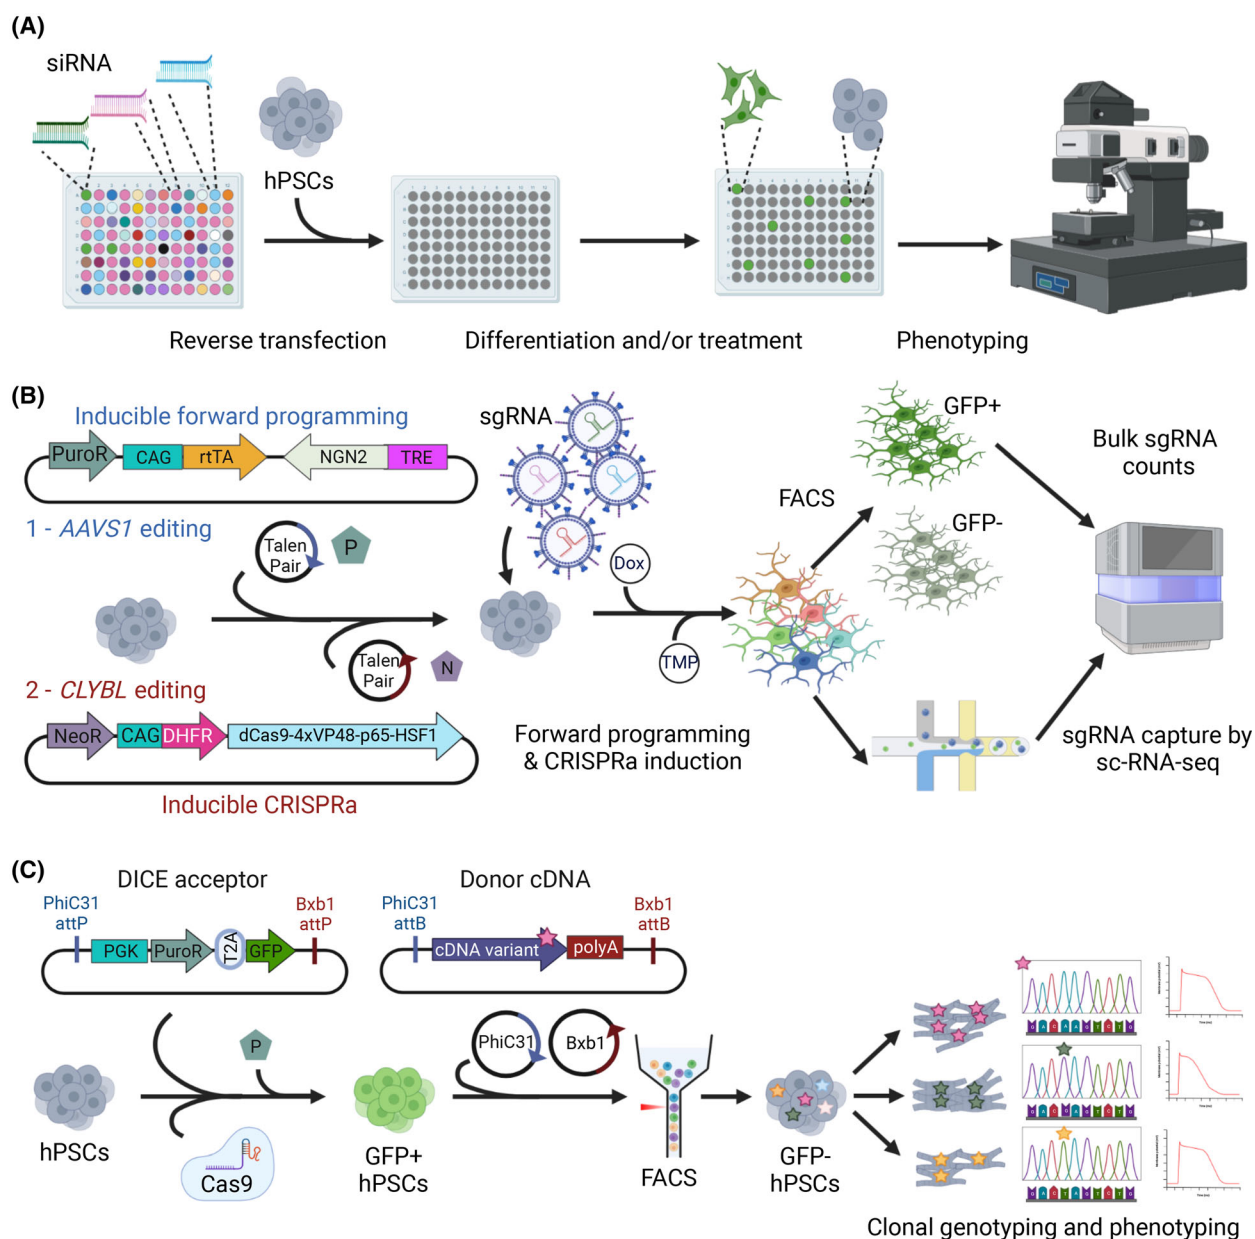 (A)
siRNA
hPSCs
Reverse transfection
Differentiation and/or treatment
Phenotyping
(B)
Inducible forward programming
PuroR
CAG
rtTA
NGN2
TRE
1 - AAVS1 editing
Talen
Pair
P
Talen
Pair
N
2 - CLYBL editing
NeoR
CAG
DHFR
dCas9-4xVP48-p65-HSF1
Inducible CRISPRa
sgRNA
Dox
TMP
Forward programming
& CRISPRa induction
FACS
GFP+
GFP-
Bulk sgRNA
counts
sgRNA capture by
sc-RNA-seq
(C)
DICE acceptor
PhiC31
attP
Bxb1
attP
PGK
PuroR
T2A
GFP
Donor cDNA
PhiC31
attB
Bxb1
attB
cDNA variant
polyA
hPSCs
P
Cas9
GFP+
hPSCs
PhiC31
Bxb1
FACS
GFP-
hPSCs
Clonal genotyping and phenotyping